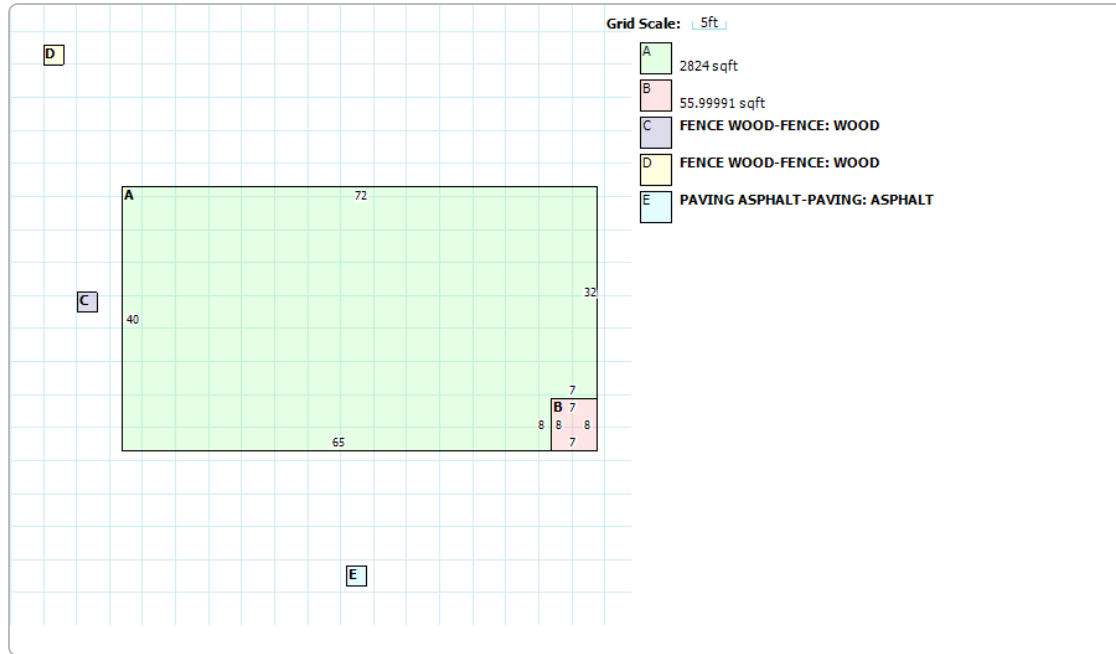 Grid Scale: 5ft
D
A
2824 sqft
B
55.99991 sqft
C
FENCE WOOD-FENCE: WOOD
D
FENCE WOOD-FENCE: WOOD
E
PAVING ASPHALT-PAVING: ASPHALT
A
72
C
32
40
7
B 7
8 8 8
65
7
E